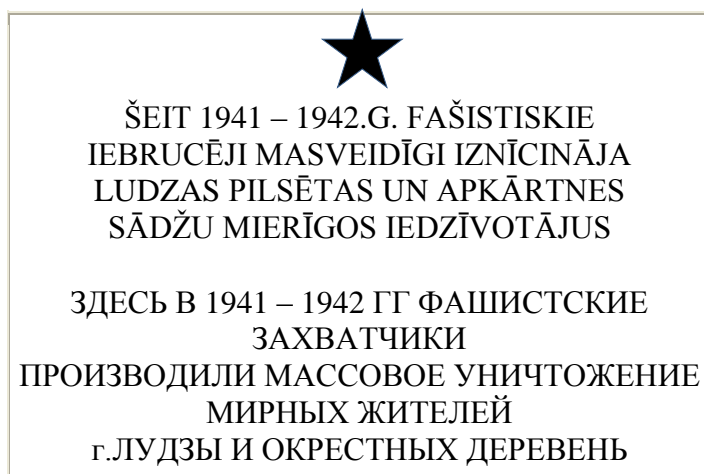 ŠEIT 1941 – 1942.G. FAŠISTISKIE
IEBRUCĒJI MASVEIDĪGI IZNĪCINĀJA
LUDZAS PILSĒTAS UN APKĀRTNES
SĀDŽU MIERĪGOS IEDZĪVOTĀJUS
ЗДЕСЬ В 1941 – 1942 ГГ ФАШИСТСКИЕ
ЗАХВАТЧИКИ
ПРОИЗВОДИЛИ МАССОВОЕ УНИЧТОЖЕНИЕ
МИРНЫХ ЖИТЕЛЕЙ
г.ЛУДЗЫ И ОКРЕСТНЫХ ДЕРЕВЕНЬ